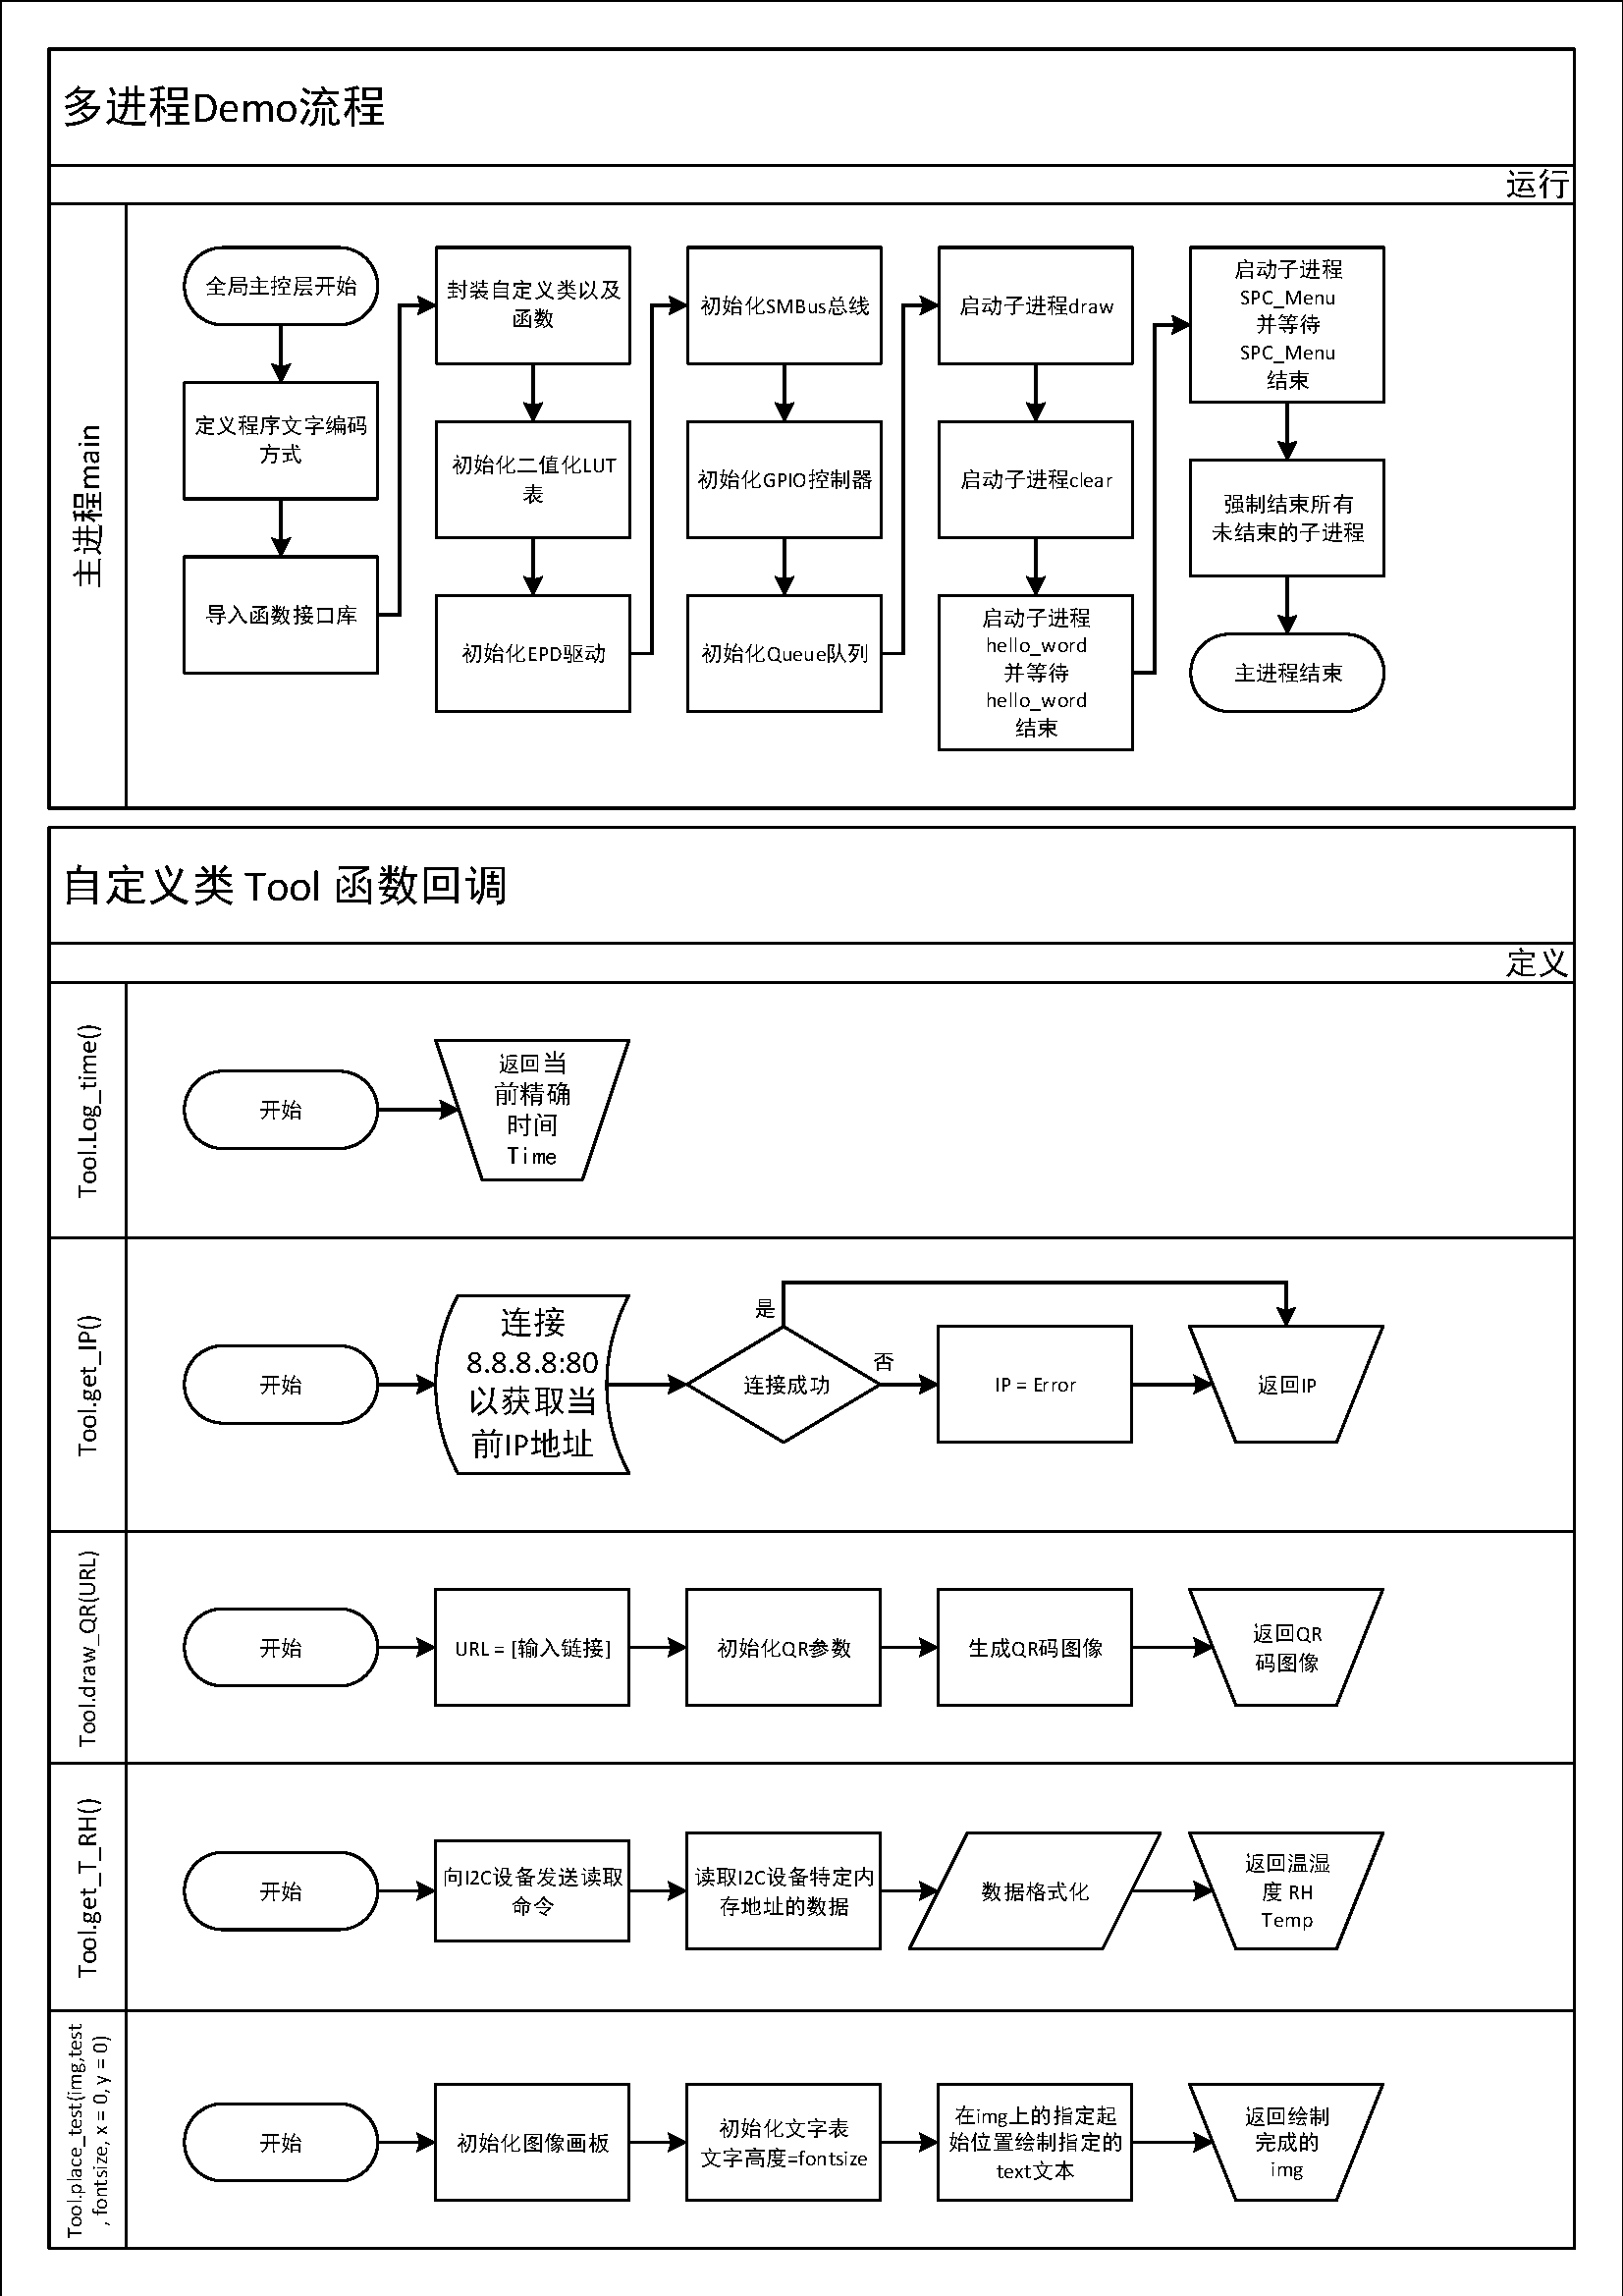 多进程Demo流程
运行
主进程main
全局主控层开始
定义程序文字编码
方式
导入函数接口库
封装自定义类以及
函数
初始化二值化LUT
表
初始化EPD驱动
初始化SMBus总线
初始化GPIO控制器
初始化Queue队列
启动子进程draw
启动子进程clear
启动子进程
hello_word
并等待
hello_word
结束
启动子进程
SPC_Menu
并等待
SPC_Menu
结束
强制结束所有
未结束的子进程
主进程结束
自定义类 Tool 函数回调
定义
Tool.Log_time()
开始
返回当
前精确
时间
Time
Tool.get_IP()
开始
连接
8.8.8.8:80
以获取当
前IP地址
连接成功
是
否
IP = Error
返回IP
Tool.draw_QR(URL)
开始
URL = [输入链接]
初始化QR参数
生成QR码图像
返回QR
码图像
Tool.get_T_RH()
开始
向I2C设备发送读取
命令
读取I2C设备特定内
存地址的数据
数据格式化
返回温湿
度 RH
Temp
Tool.place_test(img,test
, fontsize, x = 0, y = 0)
开始
初始化图像画板
初始化文字表
文字高度=fontsize
在img上的指定起
始位置绘制指定的
text文本
返回绘制
完成的
img